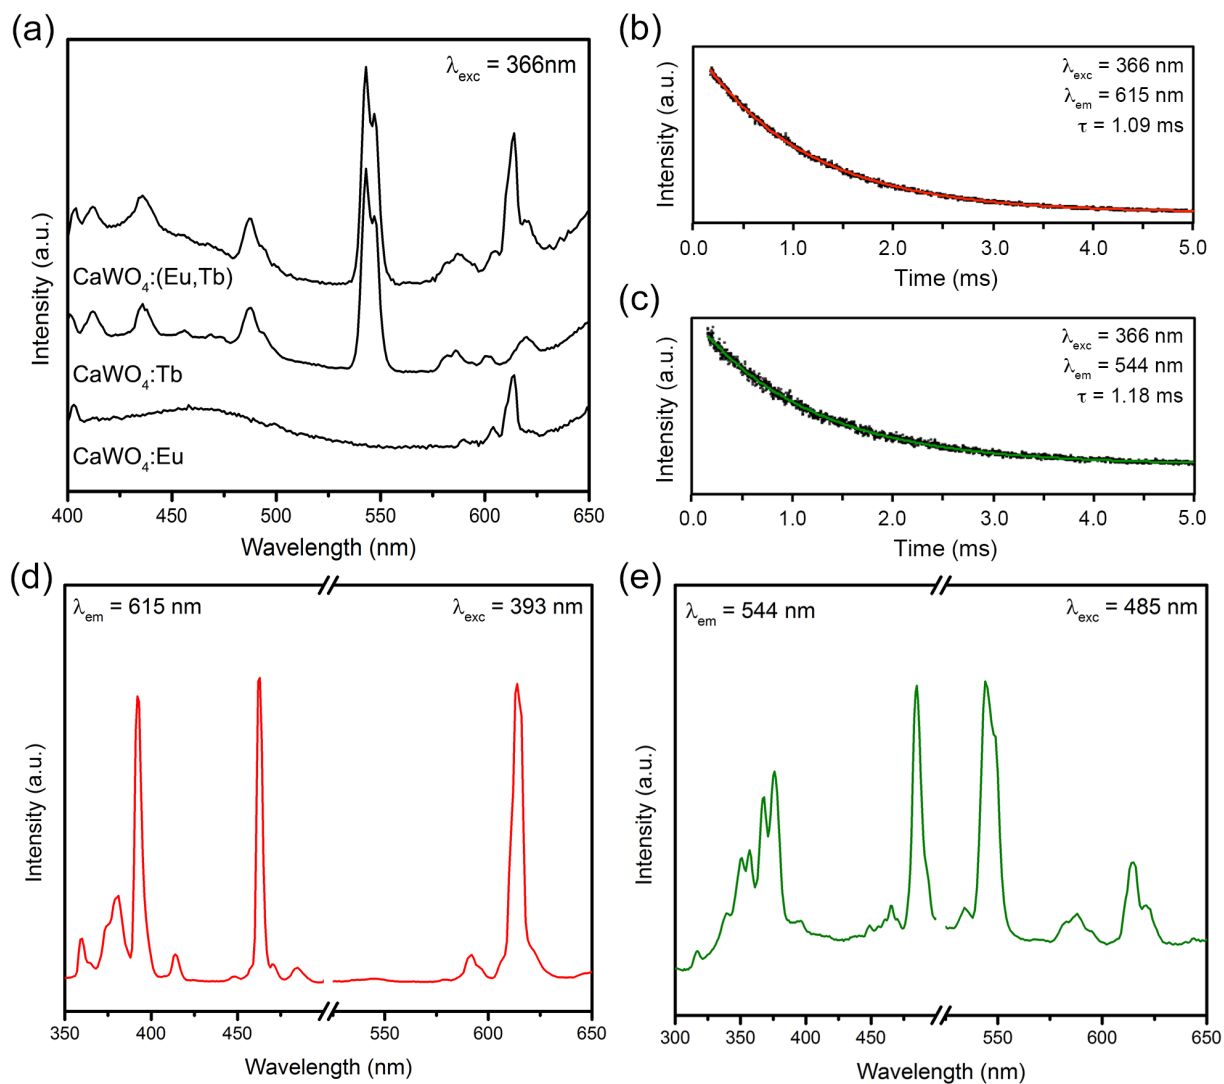 (a)
λexc = 366nm
CaWO4:(Eu,Tb)
CaWO4:Tb
CaWO4:Eu
Intensity (a.u.)
400 450 500 550 600 650
Wavelength (nm)
(b)
λexc = 366 nm
λem = 615 nm
τ = 1.09 ms
Intensity (a.u.)
0.0 1.0 2.0 3.0 4.0 5.0
Time (ms)
(c)
λexc = 366 nm
λem = 544 nm
τ = 1.18 ms
Intensity (a.u.)
0.0 1.0 2.0 3.0 4.0 5.0
Time (ms)
(d)
λem = 615 nm λexc = 393 nm
Intensity (a.u.)
350 400 450 550 600 650
Wavelength (nm)
(e)
λem = 544 nm λexc = 485 nm
Intensity (a.u.)
300 350 400 450 550 600 650
Wavelength (nm)